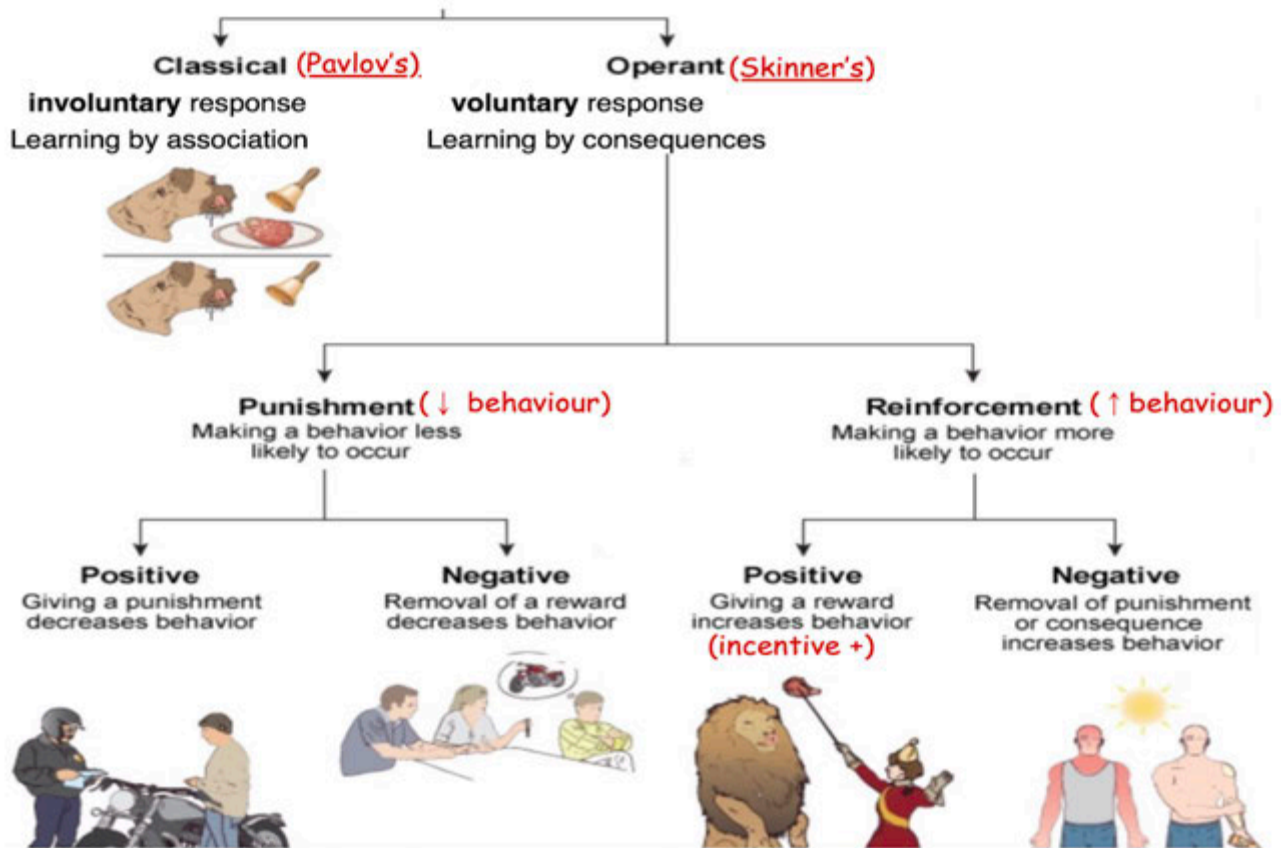 Classical (Pavlov's)
involuntary response
Learning by association
Operant (Skinner's)
voluntary response
Learning by consequences
Punishment (↓ behaviour)
Making a behavior less
likely to occur
Reinforcement (↑ behaviour)
Making a behavior more
likely to occur
Positive
Giving a punishment
decreases behavior
Negative
Removal of a reward
decreases behavior
Positive
Giving a reward
increases behavior
(incentive +)
Negative
Removal of punishment
or consequence
increases behavior